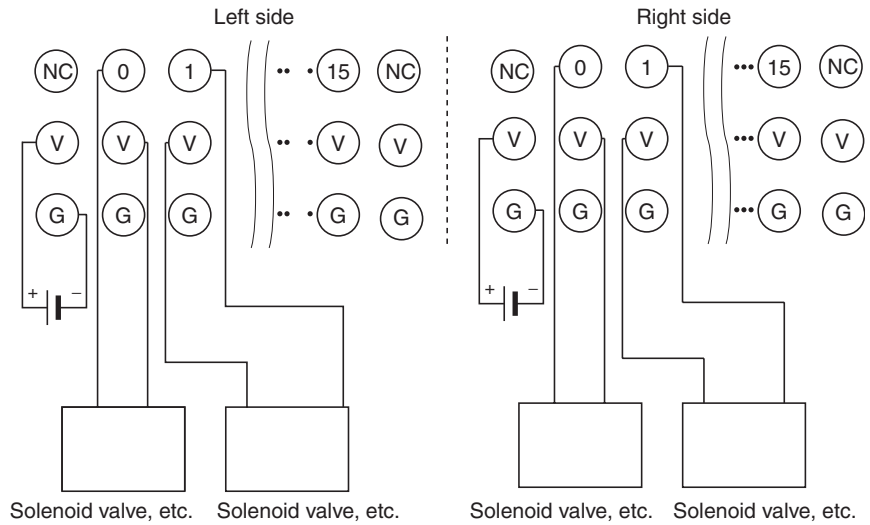 Left side Right side
NC 0 1 15 NC NC 0 1 15 NC
V V V V V V V V V V
G G G G G G G G G G
+ − + −
Solenoid valve, etc. Solenoid valve, etc. Solenoid valve, etc. Solenoid valve, etc.